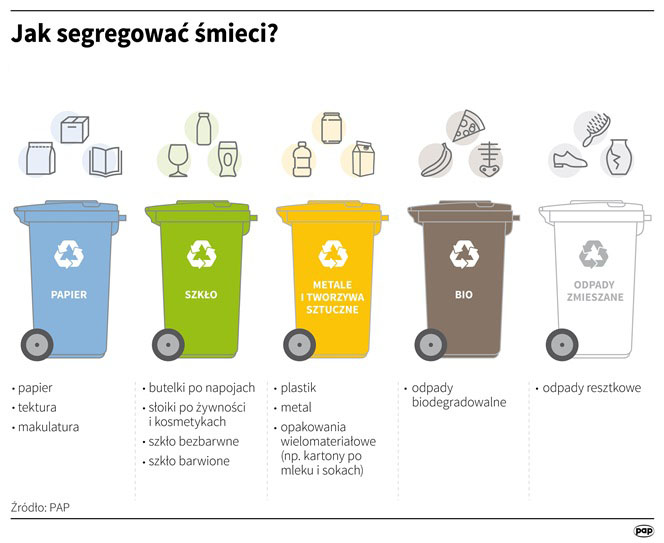 Jak segregować śmieci?
PAPIER
SZKŁO
METALE
I TWORZYWA
SZTUCZNE
BIO
ODPADY
ZMIESZANE
• papier
• tektura
• makulatura
• butelki po napojach
• słoiki po żywności
i kosmetykach
• szkło bezbarwne
• szkło barwione
• plastik
• metal
• opakowania
wielomateriałowe
(np. kartony po
mleku i sokach)
• odpady
biodegradowalne
• odpady resztkowe
Źródło: PAP
pap